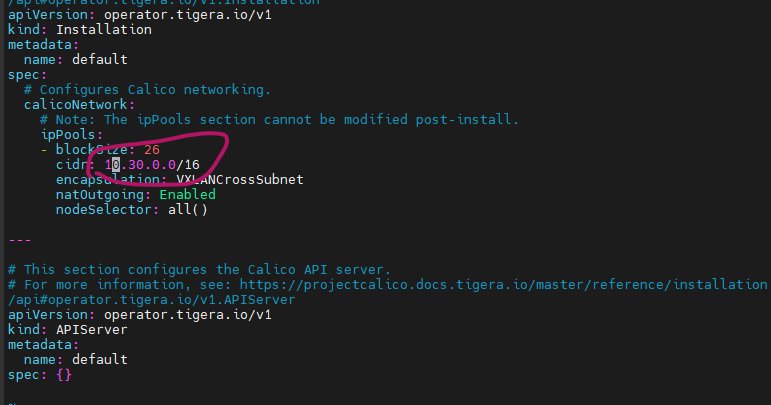 /api#operator.tigera.io/v1.Installation
apiVersion: operator.tigera.io/v1
kind: Installation
metadata:
  name: default
spec:
  # Configures Calico networking.
  calicoNetwork:
    # Note: The ipPools section cannot be modified post-install.
    ipPools:
    - blockSize: 26
      cidr: 10.30.0.0/16
      encapsulation: VXLANCrossSubnet
      natOutgoing: Enabled
      nodeSelector: all()
---
# This section configures the Calico API server.
# For more information, see: https://projectcalico.docs.tigera.io/master/reference/installation
/api#operator.tigera.io/v1.APIServer
apiVersion: operator.tigera.io/v1
kind: APIServer
metadata:
  name: default
spec: {}